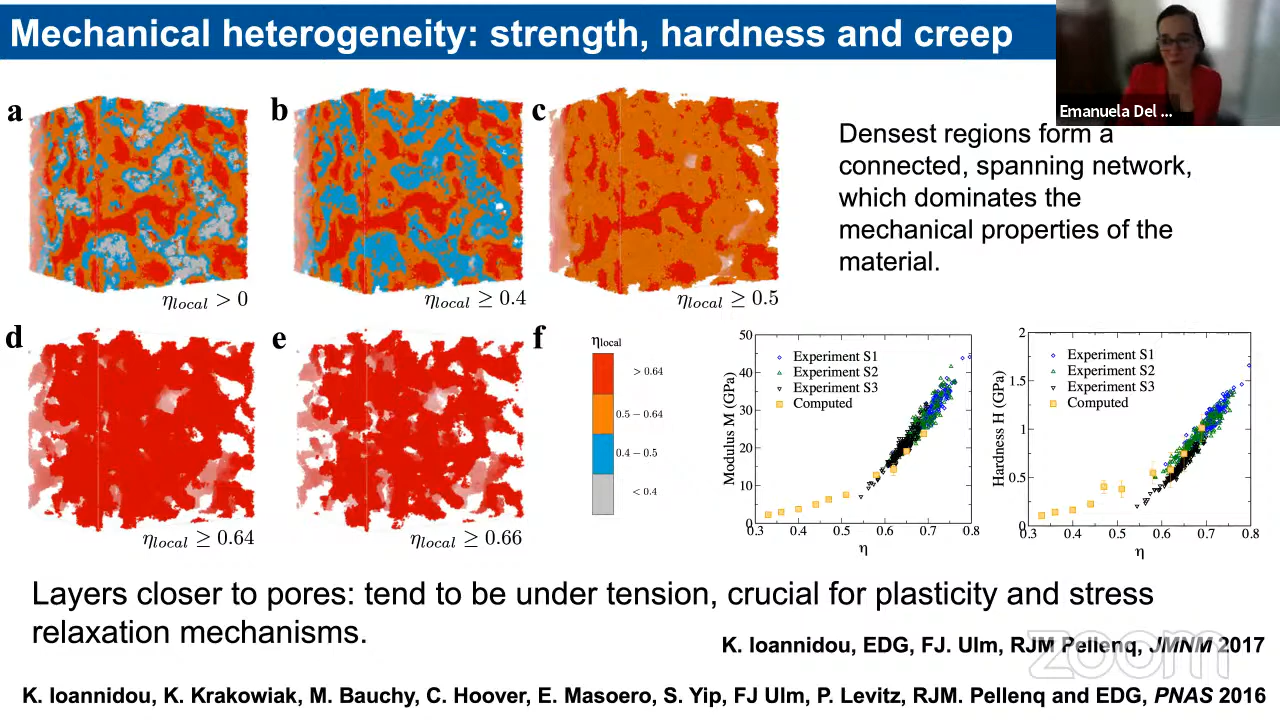 Mechanical heterogeneity: strength, hardness and creep
Emanuela Del ...
a
b
c
η_local > 0
η_local ≥ 0.4
η_local ≥ 0.5
Densest regions form a
connected, spanning network,
which dominates the
mechanical properties of the
material.
d
e
f
η_local ≥ 0.64
η_local ≥ 0.66
η_local
> 0.64
0.5 – 0.64
0.4 – 0.5
< 0.4
Modulus M (GPa)
50
40
30
20
10
0
Experiment S1
Experiment S2
Experiment S3
Computed
0.3 0.4 0.5 0.6 0.7 0.8
η
Hardness H (GPa)
2
1.5
1
0.5
0
Experiment S1
Experiment S2
Experiment S3
Computed
0.3 0.4 0.5 0.6 0.7 0.8
η
Layers closer to pores: tend to be under tension, crucial for plasticity and stress
relaxation mechanisms.
K. Ioannidou, EDG, FJ. Ulm, RJM Pellenq, JMNM 2017
zoom
K. Ioannidou, K. Krakowiak, M. Bauchy, C. Hoover, E. Masoero, S. Yip, FJ Ulm, P. Levitz, RJM. Pellenq and EDG, PNAS 2016